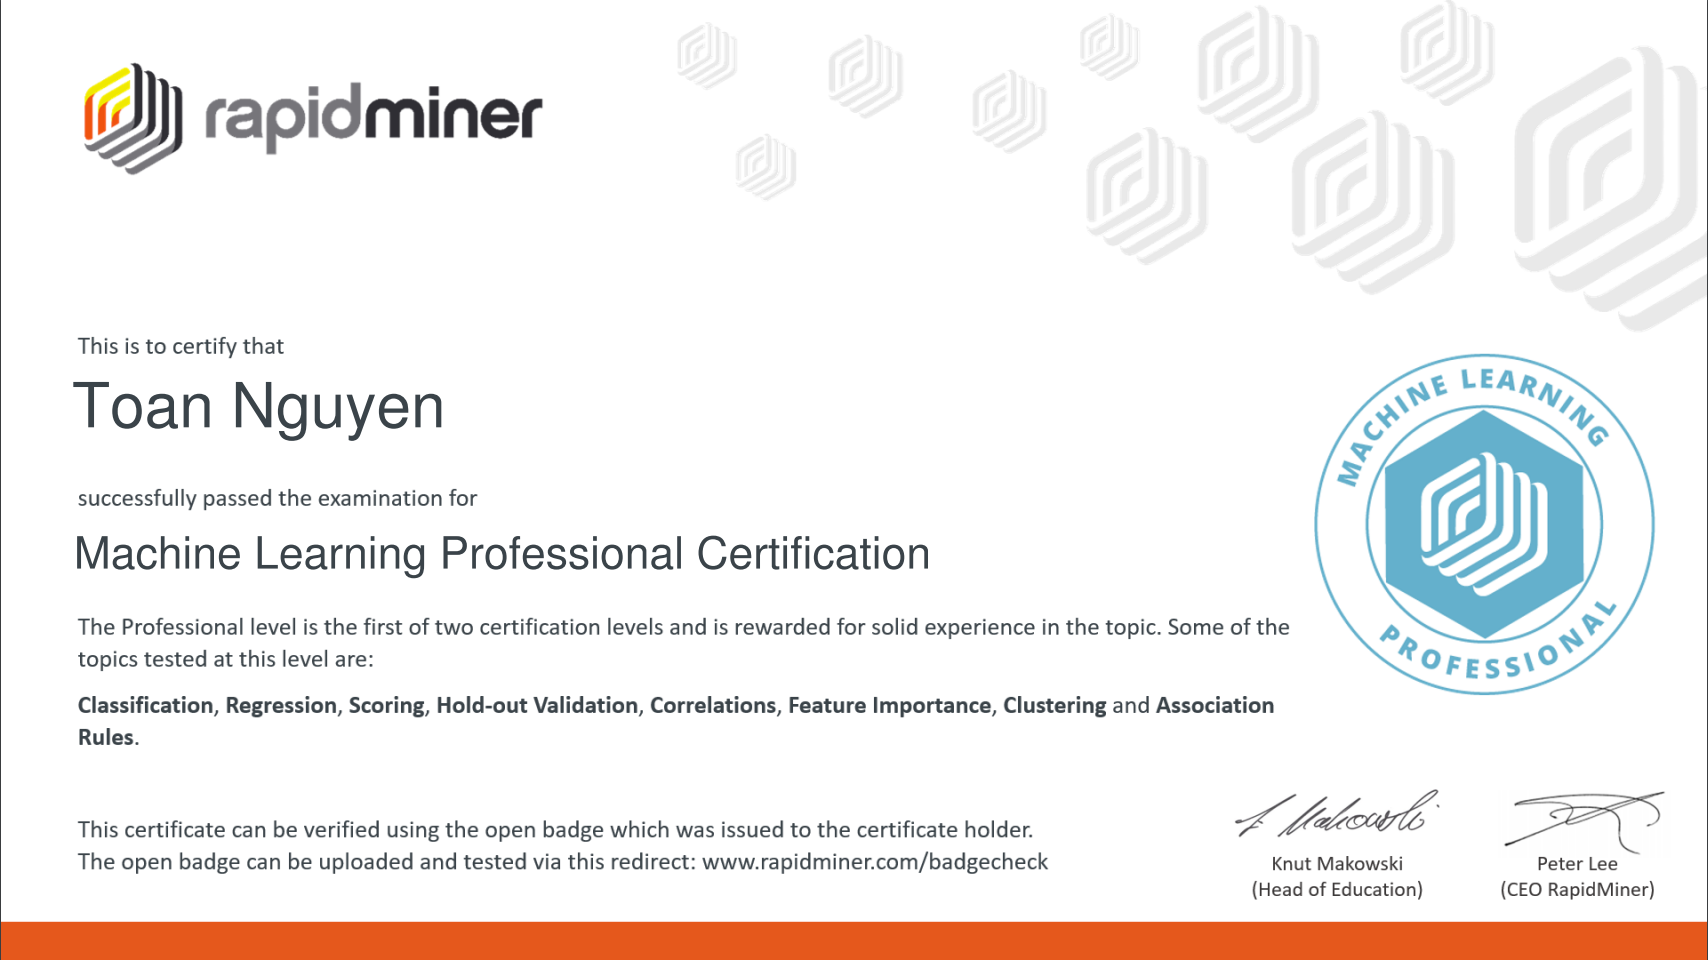 rapidminer
This is to certify that
Toan Nguyen
successfully passed the examination for
Machine Learning Professional Certification
The Professional level is the first of two certification levels and is rewarded for solid experience in the topic. Some of the
topics tested at this level are:
Classification, Regression, Scoring, Hold-out Validation, Correlations, Feature Importance, Clustering and Association
Rules.
MACHINE LEARNING
PROFESSIONAL
This certificate can be verified using the open badge which was issued to the certificate holder.
The open badge can be uploaded and tested via this redirect: www.rapidminer.com/badgecheck
Knut Makowski
(Head of Education)
Peter Lee
(CEO RapidMiner)